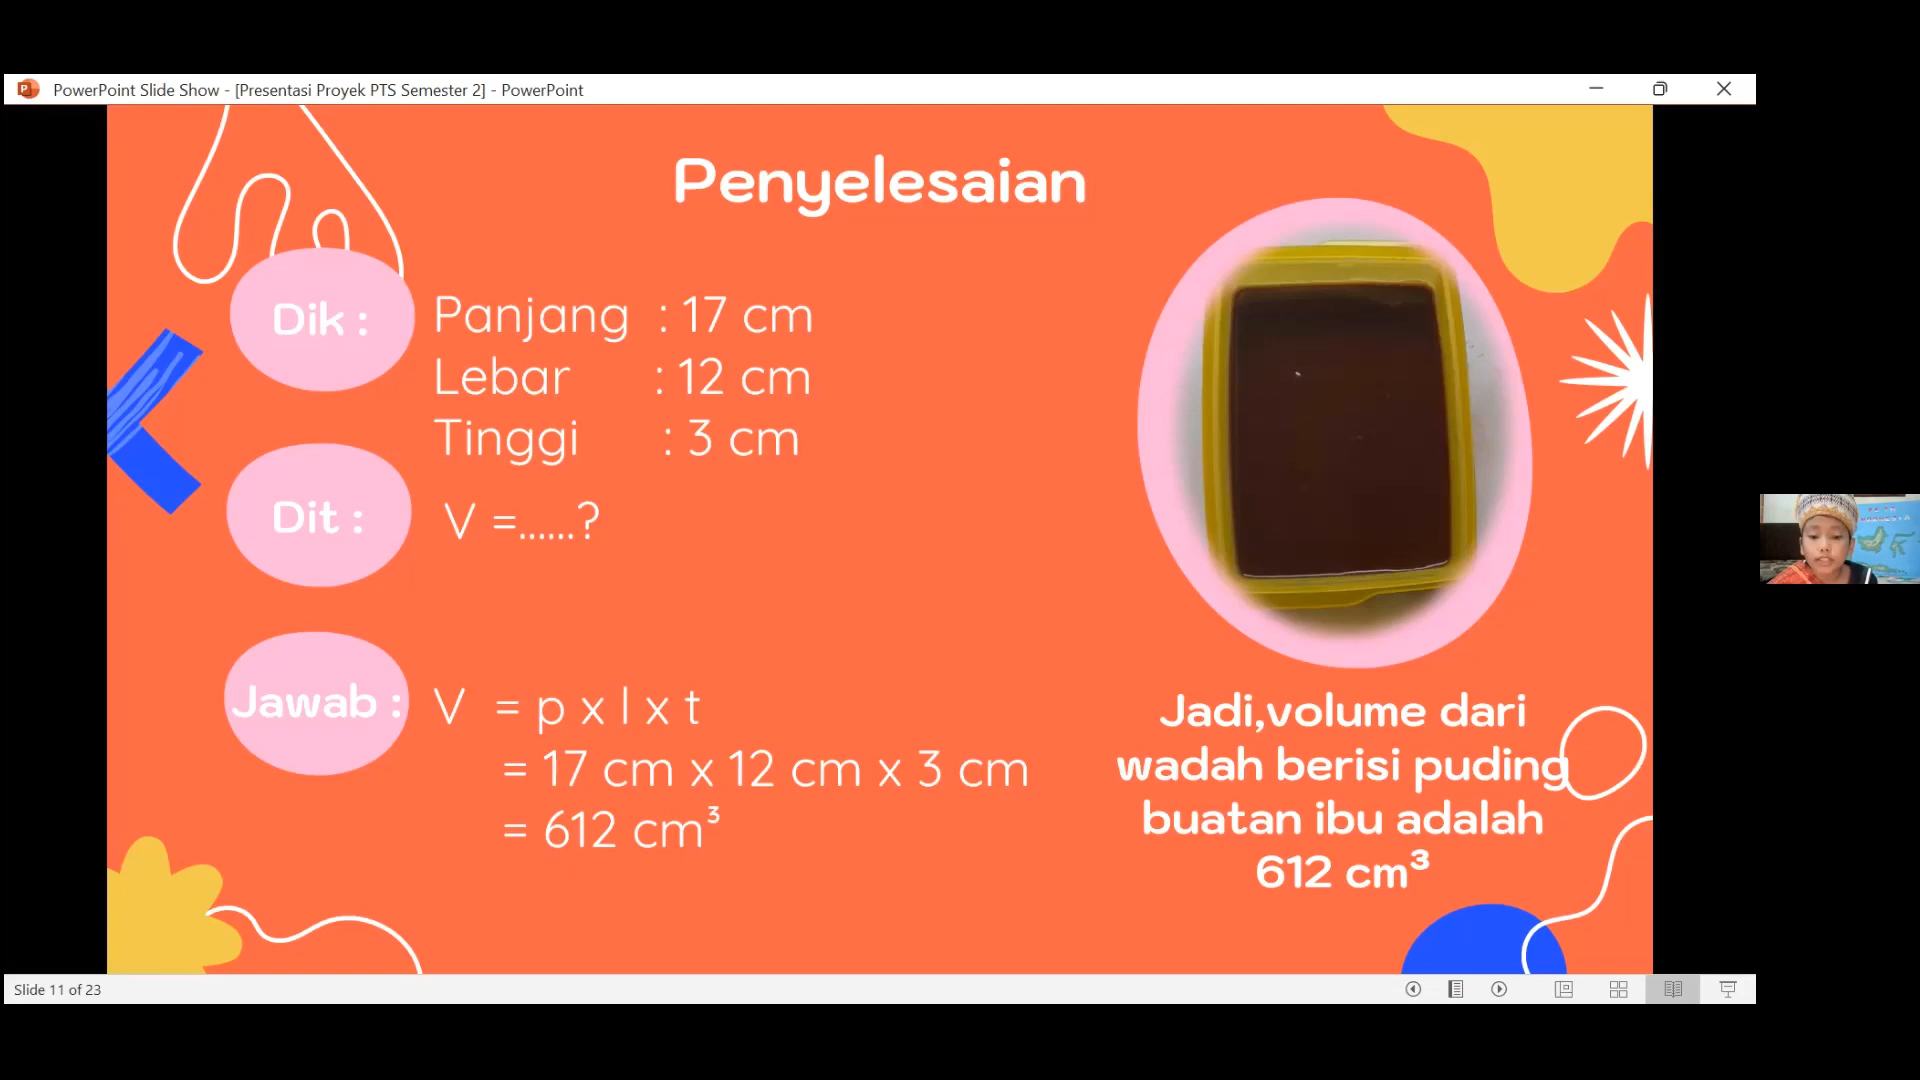 PowerPoint Slide Show - [Presentasi Proyek PTS Semester 2] - PowerPoint
Penyelesaian
Dik :
Panjang : 17 cm
Lebar : 12 cm
Tinggi : 3 cm
Dit :
V =......?
Jawab :
V = p x l x t
= 17 cm x 12 cm x 3 cm
= 612 cm³
Jadi,volume dari
wadah berisi puding
buatan ibu adalah
612 cm³
Slide 11 of 23